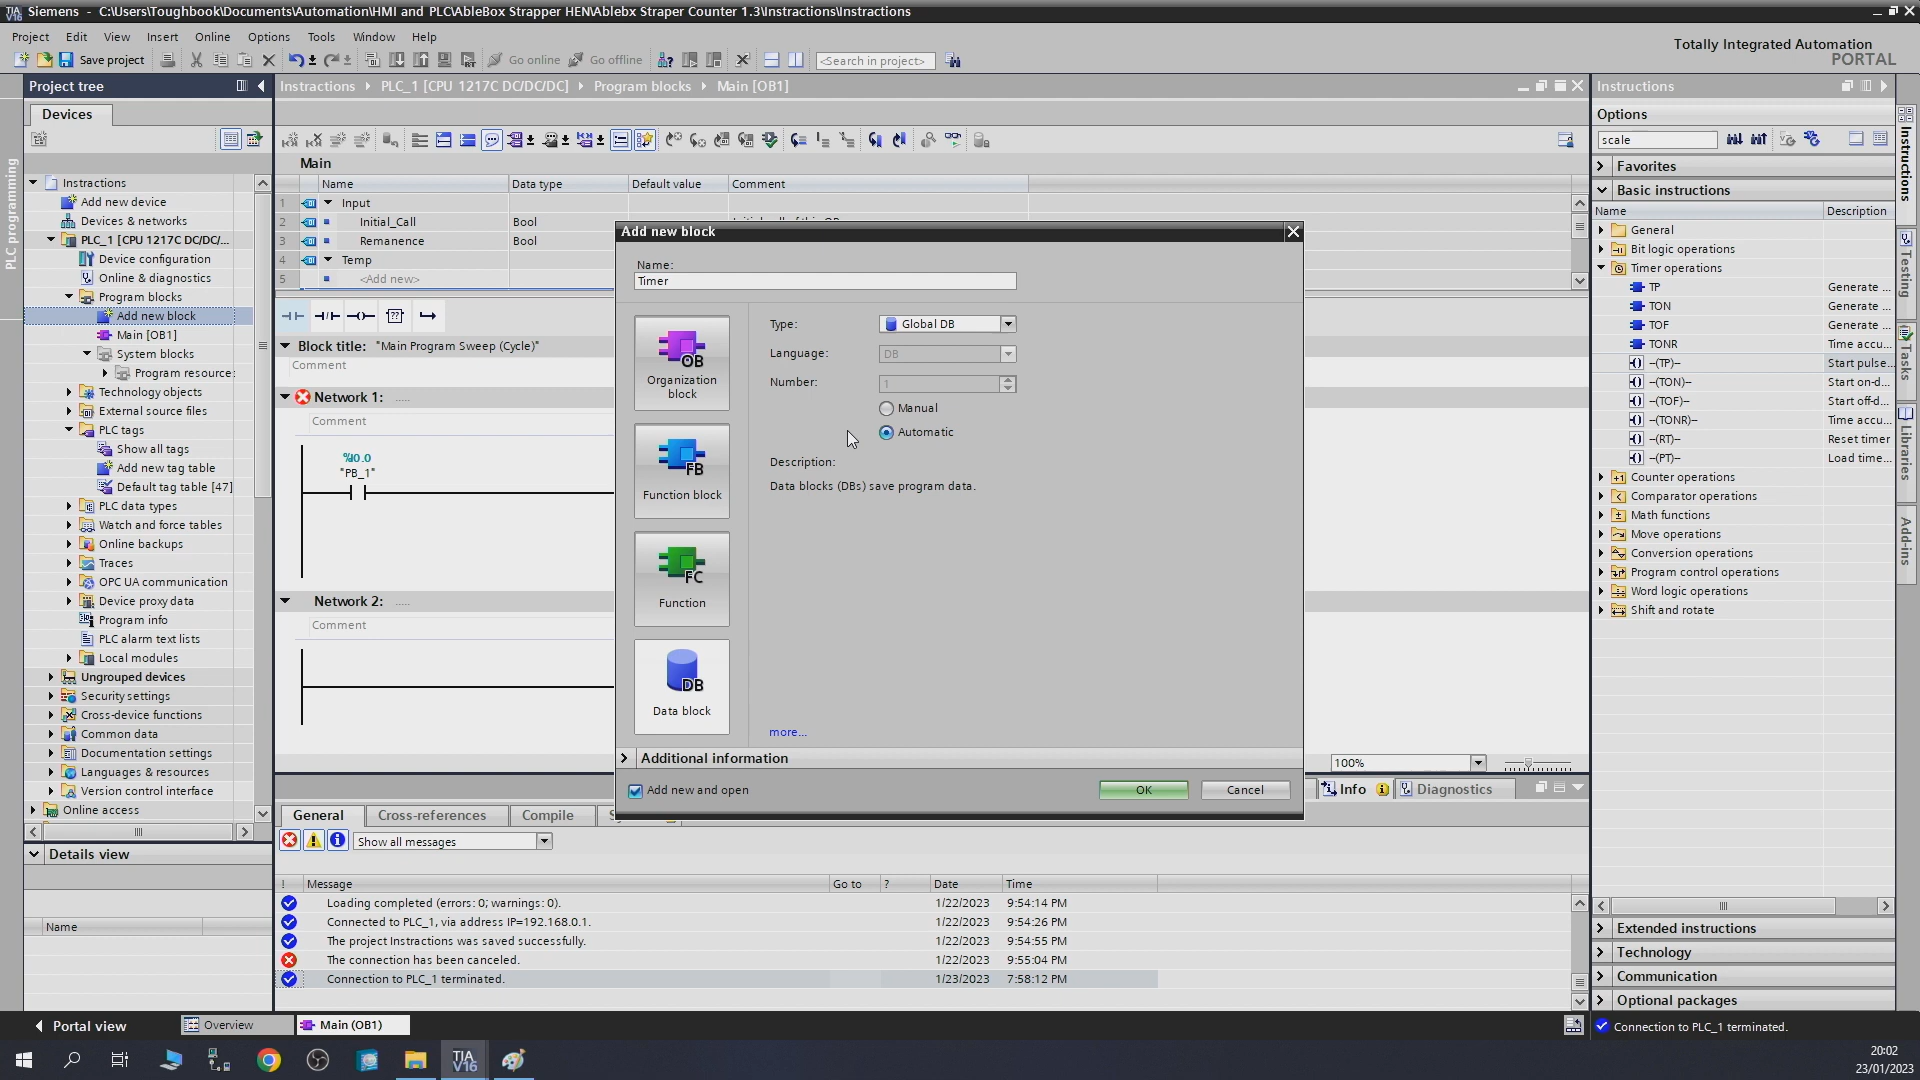 Siemens  -  C:\Users\Toughbook\Documents\Automation\HMI and PLC\AbleBox Strapper HEN\Ablebx Straper Counter 1.3\Instractions\Instractions
Project Edit View Insert Online Options Tools Window Help
Totally Integrated Automation
PORTAL
Save project
Go online
Go offline
<Search in project>
PLC programming
Project tree
Devices
Instractions
Add new device
Devices & networks
PLC_1 [CPU 1217C DC/DC/...
Device configuration
Online & diagnostics
Program blocks
Add new block
Main [OB1]
System blocks
Program resource
Technology objects
External source files
PLC tags
Show all tags
Add new tag table
Default tag table [47]
PLC data types
Watch and force tables
Online backups
Traces
OPC UA communication
Device proxy data
Program info
PLC alarm text lists
Local modules
Ungrouped devices
Security settings
Cross-device functions
Common data
Documentation settings
Languages & resources
Version control interface
Online access
Details view
Name
Instractions PLC_1 [CPU 1217C DC/DC/DC] Program blocks Main [OB1]
Main
Name Data type Default value Comment
1 Input
2 Initial_Call Bool
3 Remanence Bool
4 Temp
5 <Add new>
Block title: "Main Program Sweep (Cycle)"
Comment
Network 1: .....
Comment
%I0.0
"PB_1"
Network 2: .....
Comment
100%
Add new block
Name:
Timer
OB
Organization
block
FB
Function block
FC
Function
DB
Data block
Type: Global DB
Language: DB
Number: 1
Manual
Automatic
Description:
Data blocks (DBs) save program data.
more...
Additional information
Add new and open
OK
Cancel
Info
Diagnostics
General Cross-references Compile
Show all messages
! Message Go to ? Date Time
Loading completed (errors: 0; warnings: 0). 1/22/2023 9:54:14 PM
Connected to PLC_1, via address IP=192.168.0.1. 1/22/2023 9:54:26 PM
The project Instractions was saved successfully. 1/22/2023 9:54:55 PM
The connection has been canceled. 1/22/2023 9:55:04 PM
Connection to PLC_1 terminated. 1/23/2023 7:58:12 PM
Instructions
Options
scale
Favorites
Basic instructions
Name Description
General
Bit logic operations
Timer operations
TP Generate ...
TON Generate ...
TOF Generate ...
TONR Time accu...
–(TP)– Start pulse...
–(TON)– Start on-d...
–(TOF)– Start off-d...
–(TONR)– Time accu...
–(RT)– Reset timer
–(PT)– Load time...
Counter operations
Comparator operations
Math functions
Move operations
Conversion operations
Program control operations
Word logic operations
Shift and rotate
Extended instructions
Technology
Communication
Optional packages
Instructions
Testing
Tasks
Libraries
Add-ins
Portal view
Overview
Main (OB1)
Connection to PLC_1 terminated.
TIA
V16
20:02
23/01/2023